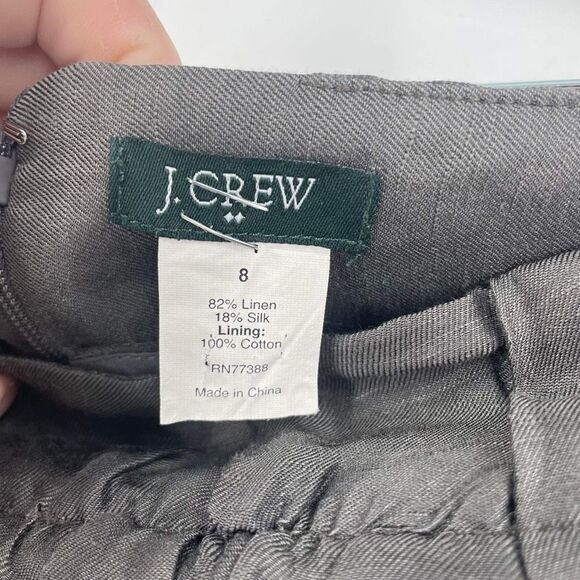 J. CREW
8
82% Linen
18% Silk
Lining:
100% Cotton
RN77388
Made in China